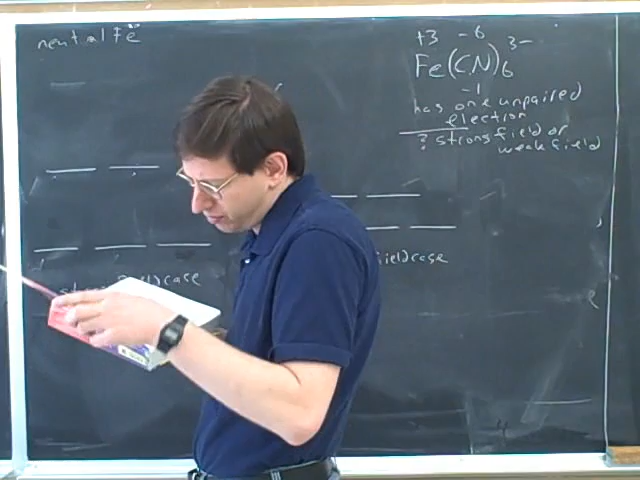 neutral Fe
+3 -6
Fe(CN)6 3-
-1
has one unpaired
electron
? strong field or
weak field
case
field case